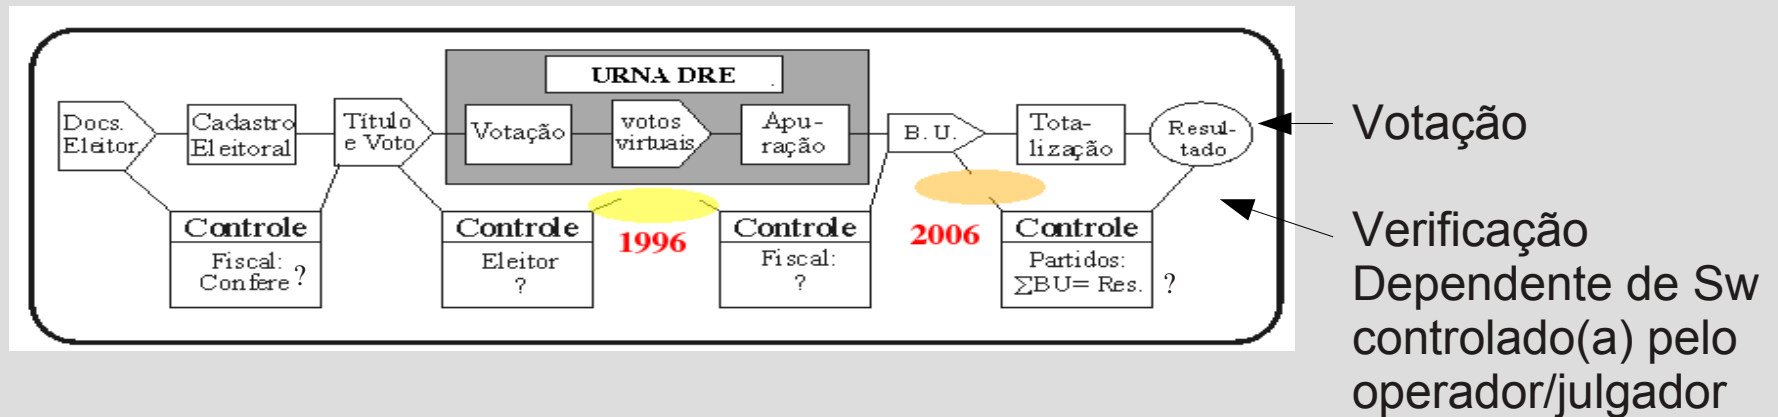 URNA DRE
Docs.
Eleitor
Cadastro
Eleitoral
Título
e Voto
Votação
votos
virtuais
Apu-
ração
B. U.
Tota-
lização
Resul-
tado
Controle
Fiscal:
Confere ?
Controle
Eleitor
?
1996
Controle
Fiscal:
?
2006
Controle
Partidos:
∑BU= Res. ?
Votação
Verificação
Dependente de Sw
controlado(a) pelo
operador/julgador